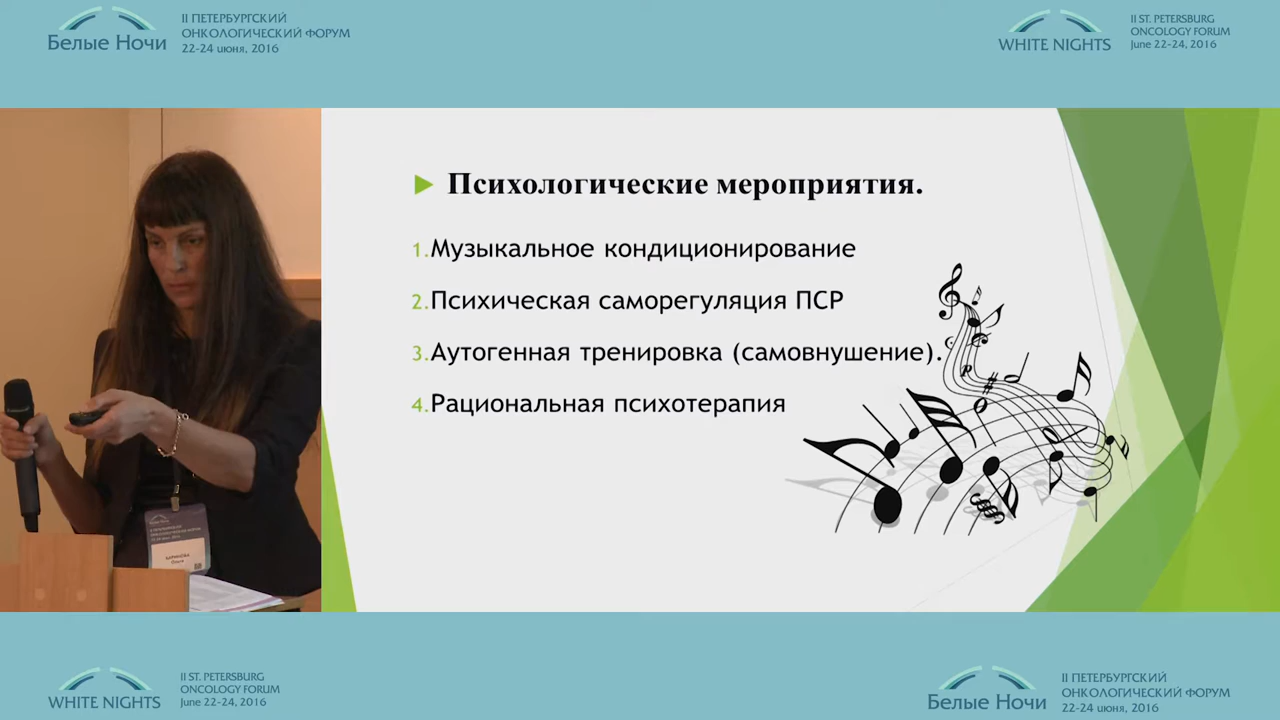 Белые Ночи
II ПЕТЕРБУРГСКИЙ
ОНКОЛОГИЧЕСКИЙ ФОРУМ
22-24 июня, 2016
WHITE NIGHTS
II ST. PETERSBURG
ONCOLOGY FORUM
June 22-24, 2016
Психологические мероприятия.
1.Музыкальное кондиционирование
2.Психическая саморегуляция ПСР
3.Аутогенная тренировка (самовнушение).
4.Рациональная психотерапия
WHITE NIGHTS
II ST. PETERSBURG
ONCOLOGY FORUM
June 22-24, 2016
Белые Ночи
II ПЕТЕРБУРГСКИЙ
ОНКОЛОГИЧЕСКИЙ ФОРУМ
22-24 июня, 2016